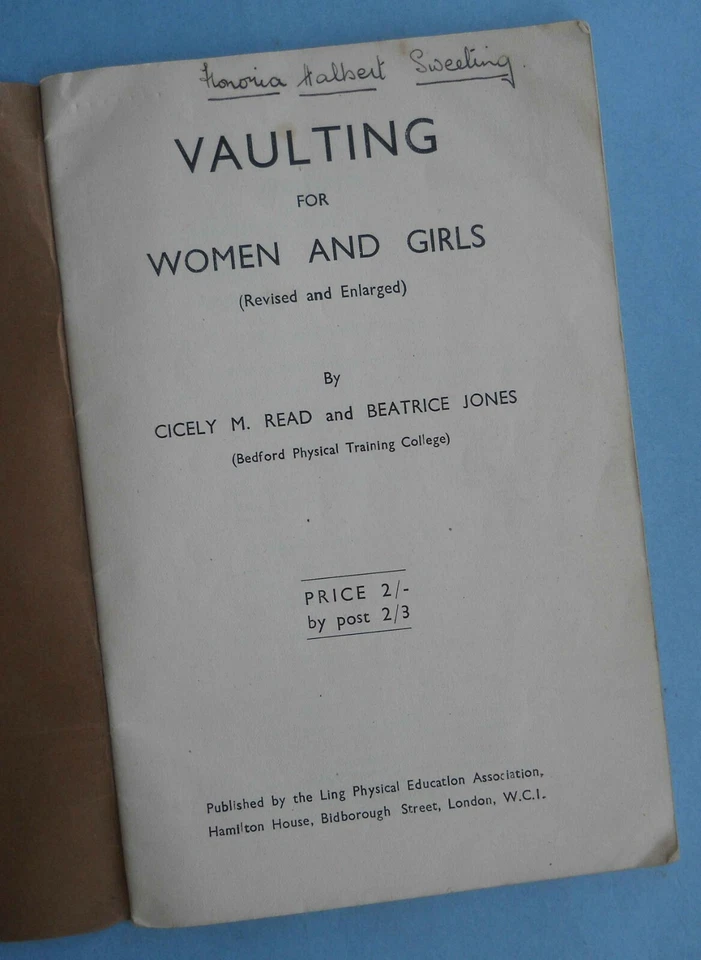 Honoria Halbert Sweeting.
VAULTING
FOR
WOMEN AND GIRLS
(Revised and Enlarged)
By
CICELY M. READ and BEATRICE JONES
(Bedford Physical Training College)
PRICE 2/-
by post 2/3
Published by the Ling Physical Education Association,
Hamilton House, Bidborough Street, London, W.C.I.